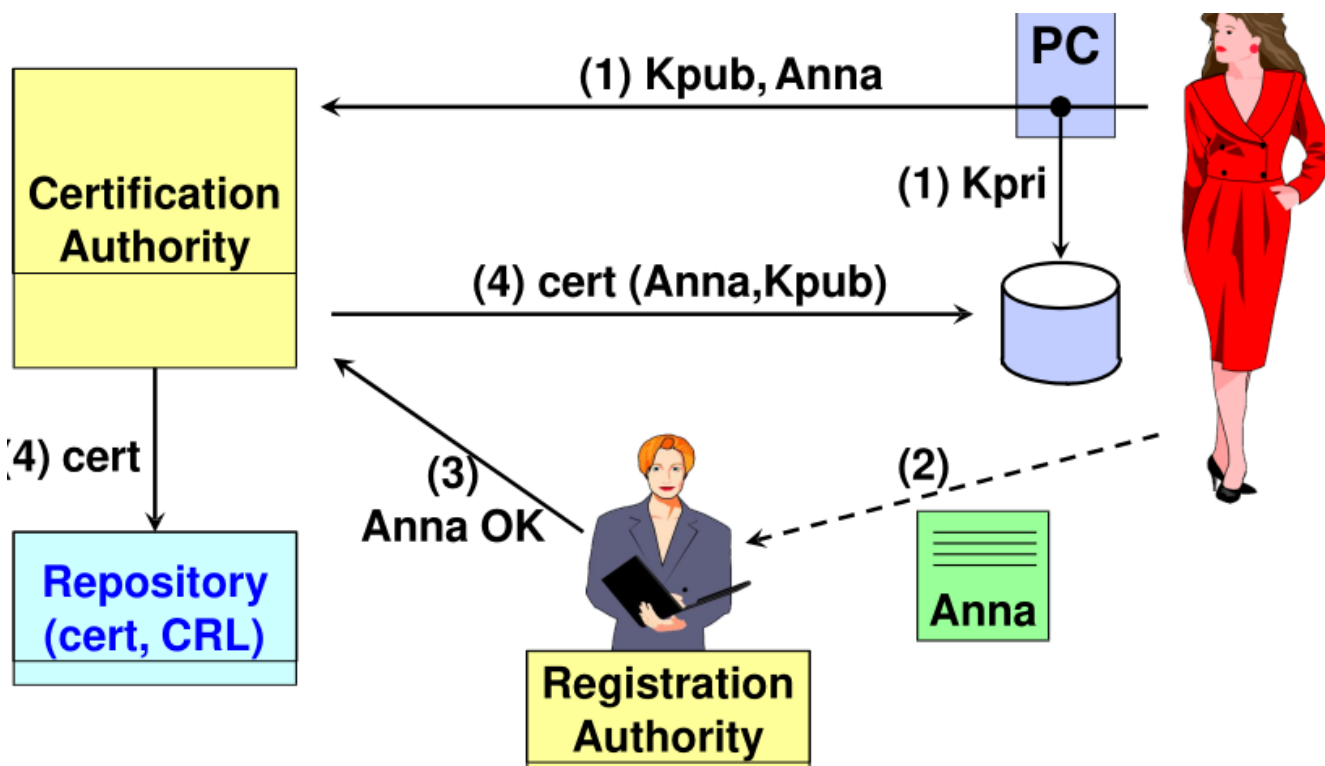 PC
(1) Kpub, Anna
(1) Kpri
Certification
Authority
(4) cert (Anna,Kpub)
4) cert
(3)
Anna OK
(2)
Anna
Repository
(cert, CRL)
Registration
Authority